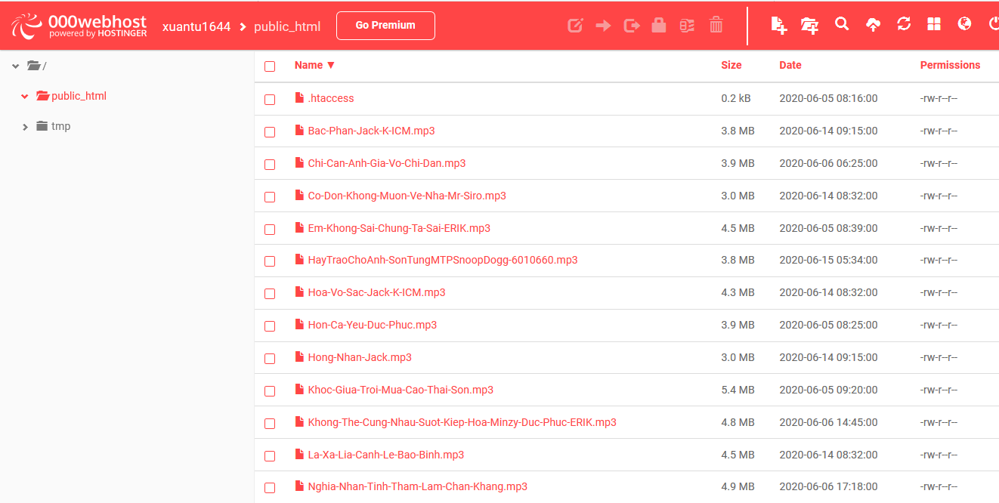 000webhost
powered by HOSTINGER
xuantu1644 > public_html
Go Premium
/
public_html
tmp
Name ▼ Size Date Permissions
.htaccess 0.2 kB 2020-06-05 08:16:00 -rw-r--r--
Bac-Phan-Jack-K-ICM.mp3 3.8 MB 2020-06-14 09:15:00 -rw-r--r--
Chi-Can-Anh-Gia-Vo-Chi-Dan.mp3 3.9 MB 2020-06-06 06:25:00 -rw-r--r--
Co-Don-Khong-Muon-Ve-Nha-Mr-Siro.mp3 3.0 MB 2020-06-14 08:32:00 -rw-r--r--
Em-Khong-Sai-Chung-Ta-Sai-ERIK.mp3 4.5 MB 2020-06-05 08:39:00 -rw-r--r--
HayTraoChoAnh-SonTungMTPSnoopDogg-6010660.mp3 3.8 MB 2020-06-15 05:34:00 -rw-r--r--
Hoa-Vo-Sac-Jack-K-ICM.mp3 4.3 MB 2020-06-14 08:32:00 -rw-r--r--
Hon-Ca-Yeu-Duc-Phuc.mp3 3.9 MB 2020-06-05 08:25:00 -rw-r--r--
Hong-Nhan-Jack.mp3 3.0 MB 2020-06-14 09:15:00 -rw-r--r--
Khoc-Giua-Troi-Mua-Cao-Thai-Son.mp3 5.4 MB 2020-06-05 09:20:00 -rw-r--r--
Khong-The-Cung-Nhau-Suot-Kiep-Hoa-Minzy-Duc-Phuc-ERIK.mp3 4.8 MB 2020-06-06 14:45:00 -rw-r--r--
La-Xa-Lia-Canh-Le-Bao-Binh.mp3 4.5 MB 2020-06-14 08:32:00 -rw-r--r--
Nghia-Nhan-Tinh-Tham-Lam-Chan-Khang.mp3 4.9 MB 2020-06-06 17:18:00 -rw-r--r--